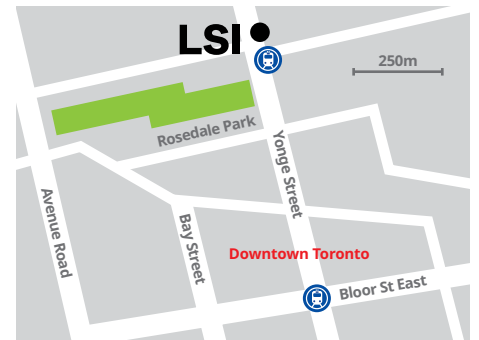 LSI
250m
Rosedale Park
Yonge Street
Avenue Road
Bay Street
Downtown Toronto
Bloor St East